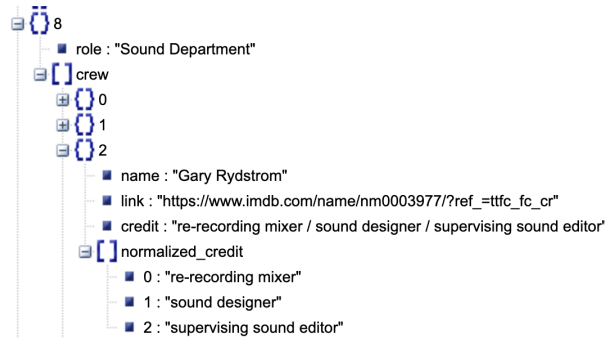 {} 8
role : "Sound Department"
[ ] crew
{} 0
{} 1
{} 2
name : "Gary Rydstrom"
link : "https://www.imdb.com/name/nm0003977/?ref_=ttfc_fc_cr"
credit : "re-recording mixer / sound designer / supervising sound editor"
[ ] normalized_credit
0 : "re-recording mixer"
1 : "sound designer"
2 : "supervising sound editor"